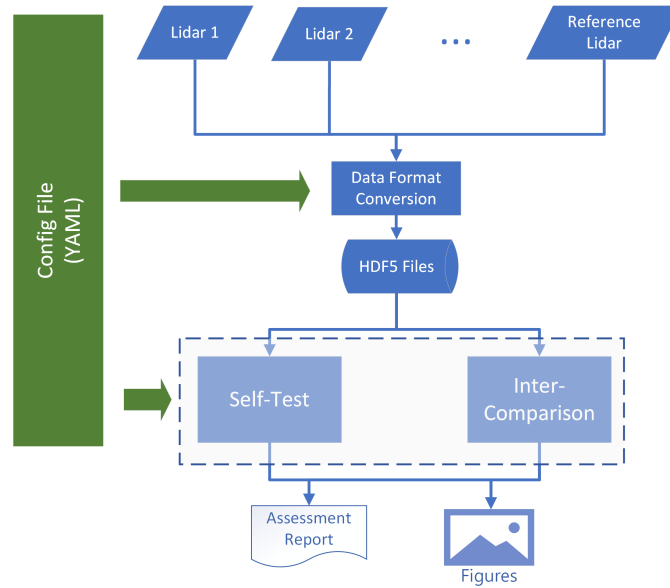 Lidar 1
Lidar 2
...
Reference
Lidar
Config File
(YAML)
Data Format
Conversion
HDF5 Files
Self-Test
Inter-
Comparison
Assessment
Report
Figures